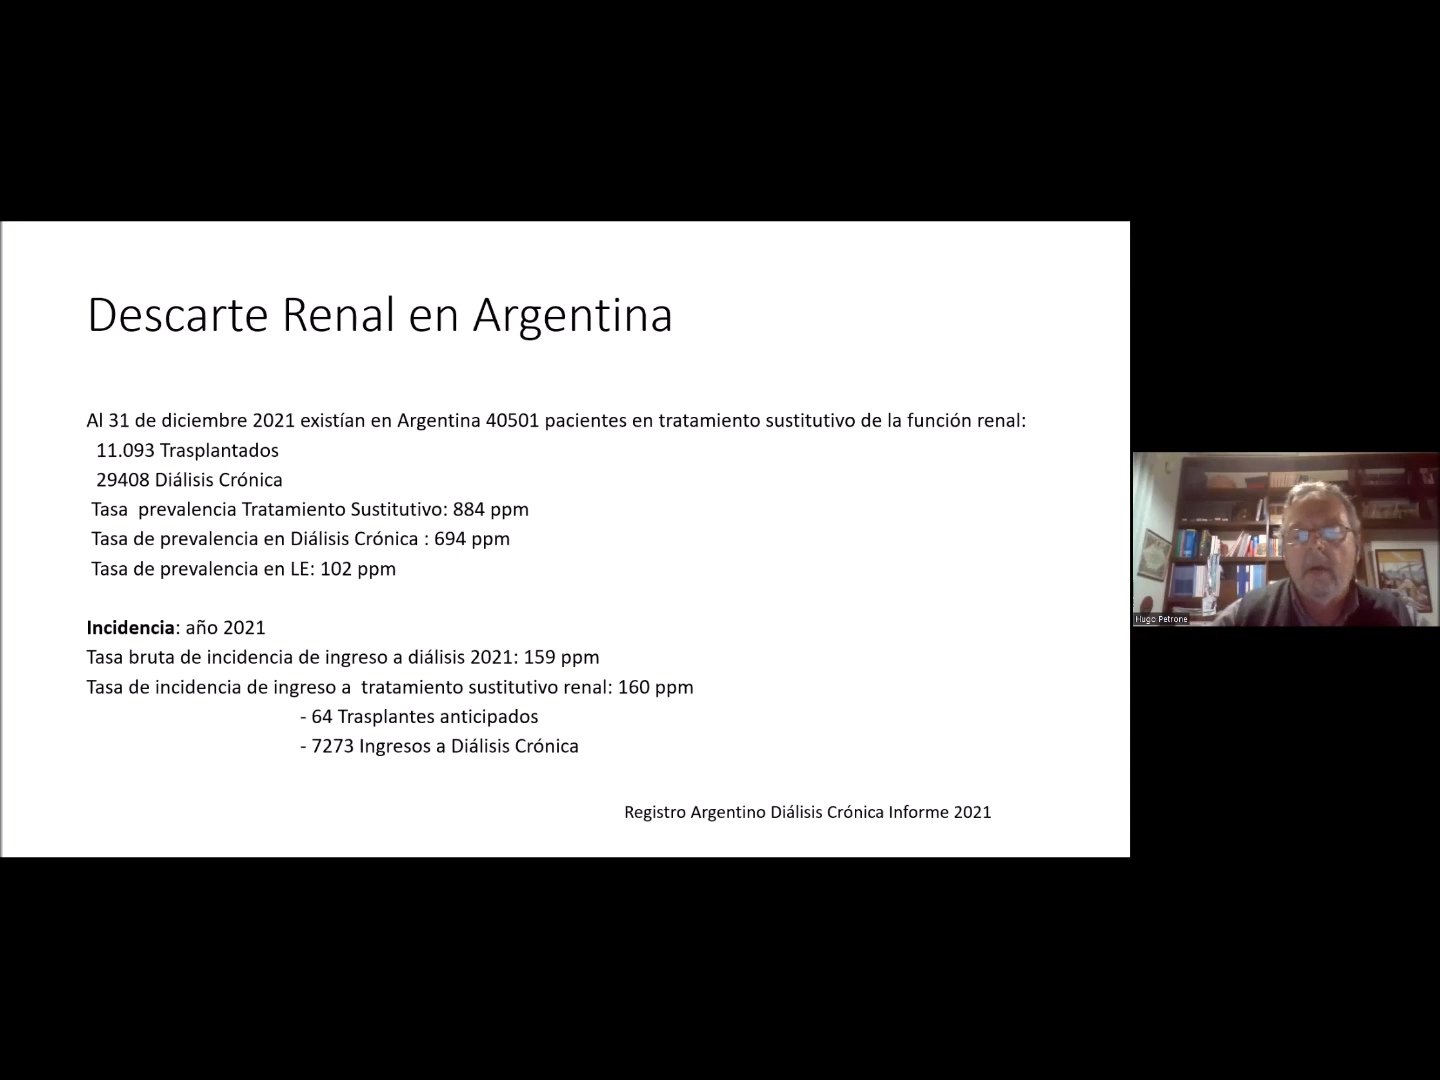 Descarte Renal en Argentina
Al 31 de diciembre 2021 existían en Argentina 40501 pacientes en tratamiento sustitutivo de la función renal:
11.093 Trasplantados
29408 Diálisis Crónica
Tasa prevalencia Tratamiento Sustitutivo: 884 ppm
Tasa de prevalencia en Diálisis Crónica : 694 ppm
Tasa de prevalencia en LE: 102 ppm
Incidencia: año 2021
Tasa bruta de incidencia de ingreso a diálisis 2021: 159 ppm
Tasa de incidencia de ingreso a tratamiento sustitutivo renal: 160 ppm
- 64 Trasplantes anticipados
- 7273 Ingresos a Diálisis Crónica
Registro Argentino Diálisis Crónica Informe 2021
Hugo Petrone